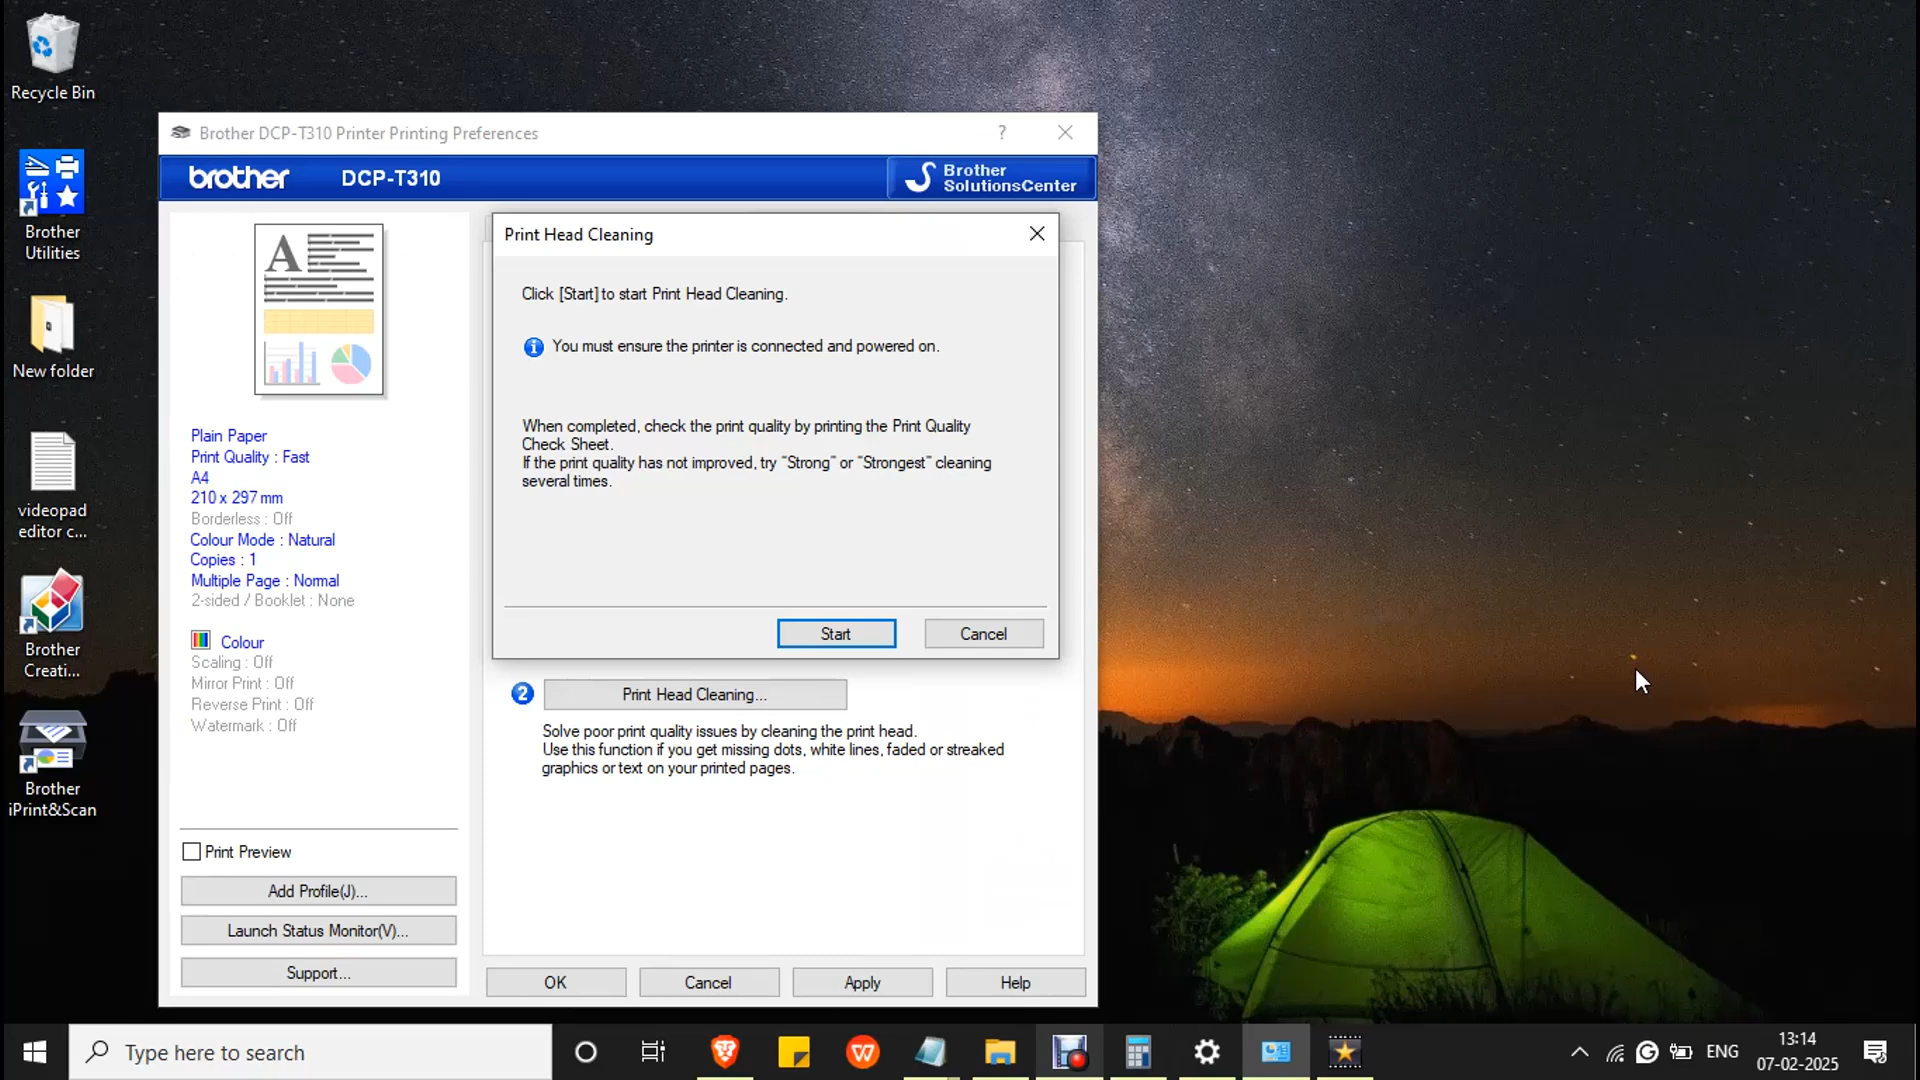 Recycle Bin
Brother
Utilities
New folder
videopad
editor c...
Brother
Creati...
Brother
iPrint&Scan
Brother DCP-T310 Printer Printing Preferences
?
brother
DCP-T310
Brother
SolutionsCenter
A
Plain Paper
Print Quality : Fast
A4
210 x 297 mm
Borderless : Off
Colour Mode : Natural
Copies : 1
Multiple Page : Normal
2-sided / Booklet : None
Colour
Scaling : Off
Mirror Print : Off
Reverse Print : Off
Watermark : Off
Print Preview
Add Profile(J)...
Launch Status Monitor(V)...
Support...
Print Head Cleaning
Click [Start] to start Print Head Cleaning.
You must ensure the printer is connected and powered on.
When completed, check the print quality by printing the Print Quality
Check Sheet.
If the print quality has not improved, try "Strong" or "Strongest" cleaning
several times.
Start
Cancel
2
Print Head Cleaning...
Solve poor print quality issues by cleaning the print head.
Use this function if you get missing dots, white lines, faded or streaked
graphics or text on your printed pages.
OK
Cancel
Apply
Help
Type here to search
ENG
13:14
07-02-2025